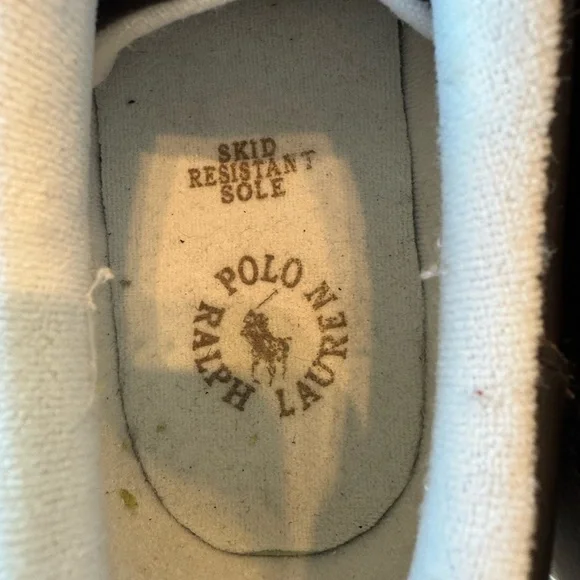 SKID
RESISTANT
SOLE
POLO
RALPH LAUREN